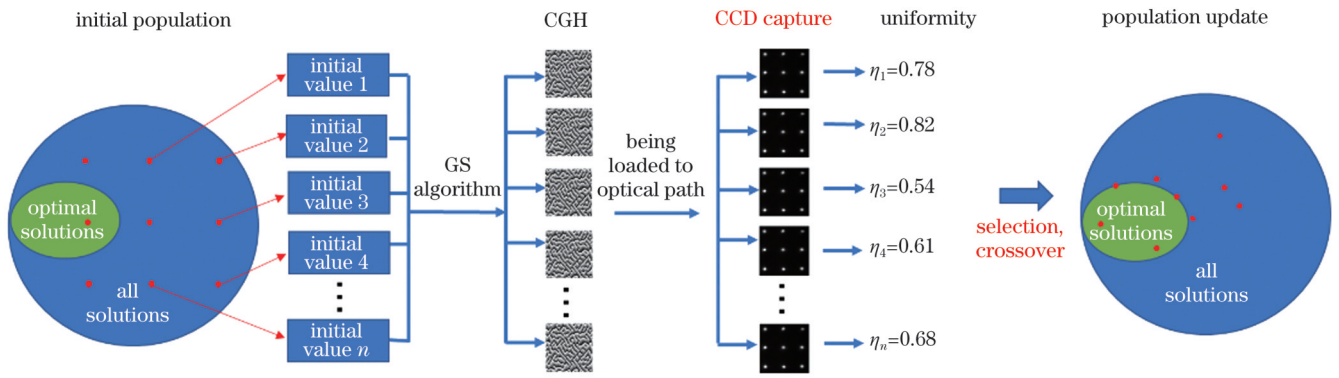 initial population
CGH
CCD capture
uniformity
population update
initial
value 1
initial
value 2
initial
value 3
initial
value 4
initial
value n
optimal
solutions
all
solutions
GS
algorithm
being
loaded to
optical path
η₁=0.78
η₂=0.82
η₃=0.54
η₄=0.61
ηₙ=0.68
selection,
crossover
optimal
solutions
all
solutions